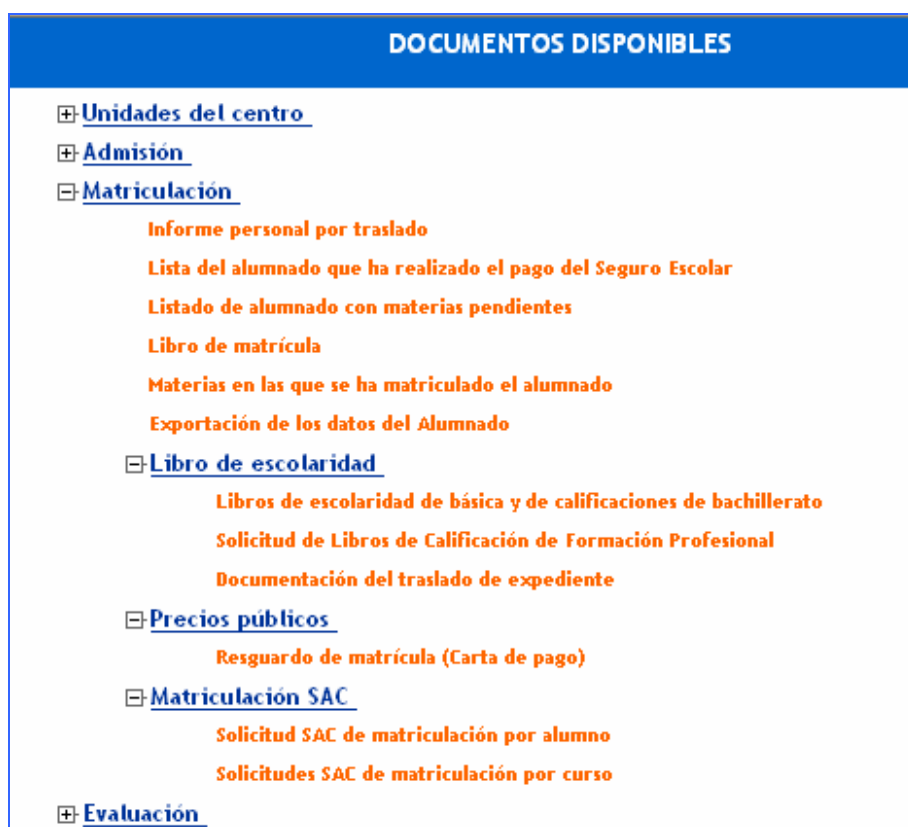 DOCUMENTOS DISPONIBLES
Unidades del centro
Admisión
Matriculación
Informe personal por traslado
Lista del alumnado que ha realizado el pago del Seguro Escolar
Listado de alumnado con materias pendientes
Libro de matrícula
Materias en las que se ha matriculado el alumnado
Exportación de los datos del Alumnado
Libro de escolaridad
Libros de escolaridad de básica y de calificaciones de bachillerato
Solicitud de Libros de Calificación de Formación Profesional
Documentación del traslado de expediente
Precios públicos
Resguardo de matrícula (Carta de pago)
Matriculación SAC
Solicitud SAC de matriculación por alumno
Solicitudes SAC de matriculación por curso
Evaluación